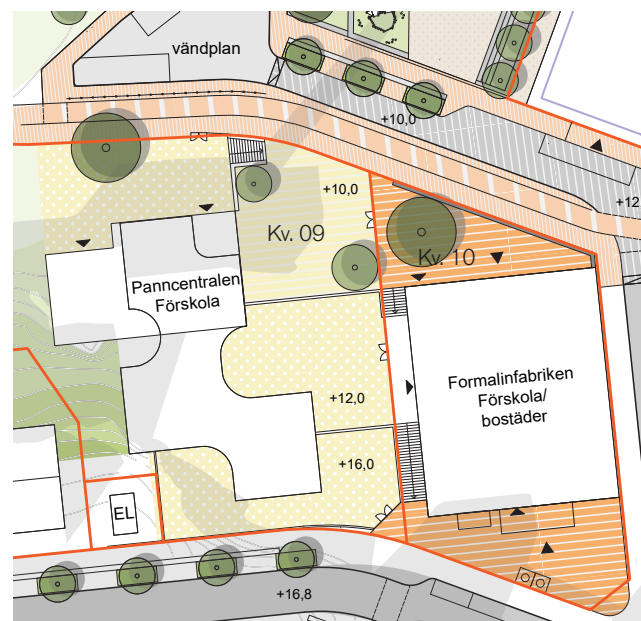 vändplan
+10,0
+10,0
+12
Kv. 09
Kv. 10
Panncentralen
Förskola
Formalinfabriken
Förskola/
bostäder
+12,0
+16,0
EL
+16,8